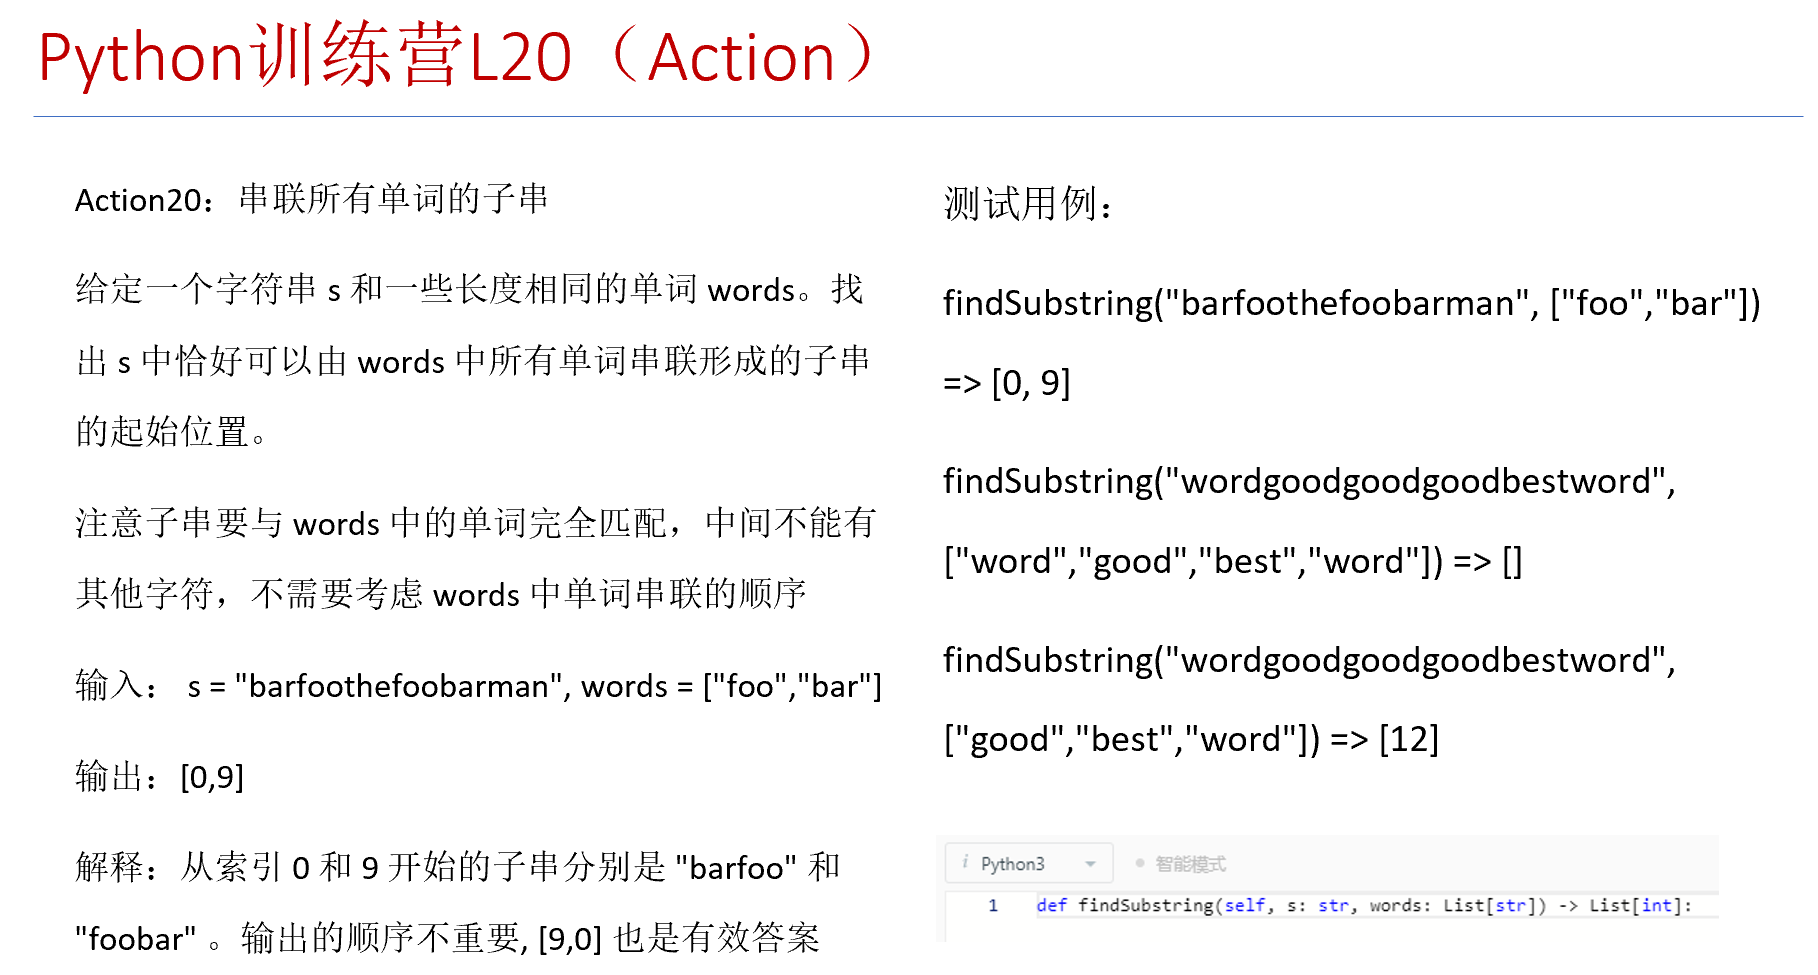 Python训练营L20（Action）
Action20：串联所有单词的子串
给定一个字符串 s 和一些长度相同的单词 words。找
出 s 中恰好可以由 words 中所有单词串联形成的子串
的起始位置。
注意子串要与 words 中的单词完全匹配，中间不能有
其他字符，不需要考虑 words 中单词串联的顺序
输入： s = "barfoothefoobarman", words = ["foo","bar"]
输出：[0,9]
解释：从索引 0 和 9 开始的子串分别是 "barfoo" 和
"foobar" 。输出的顺序不重要, [9,0] 也是有效答案
测试用例：
findSubstring("barfoothefoobarman", ["foo","bar"])
=> [0, 9]
findSubstring("wordgoodgoodgoodbestword",
["word","good","best","word"]) => []
findSubstring("wordgoodgoodgoodbestword",
["good","best","word"]) => [12]
i Python3 智能模式
1 def findSubstring(self, s: str, words: List[str]) -> List[int]: